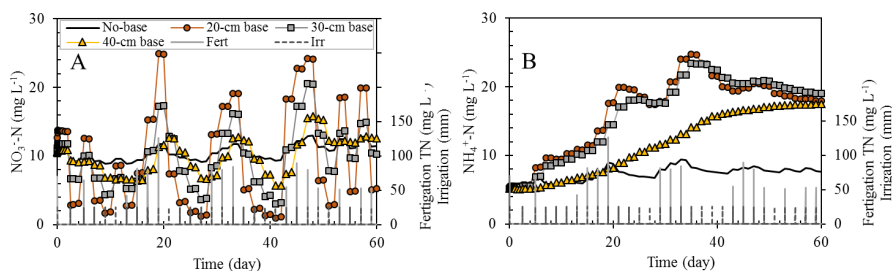 No-base 20-cm base 30-cm base
40-cm base Fert Irr
A
NO₃⁻-N (mg L⁻¹)
30
20
10
0
0 20 40 60
Time (day)
150
100
50
0
Fertigation TN (mg L⁻¹)
Irrigation (mm)
B
NH₄⁺-N (mg L⁻¹)
30
20
10
0
0 20 40 60
Time (day)
150
100
50
0
Fertigation TN (mg L⁻¹)
Irrigation (mm)